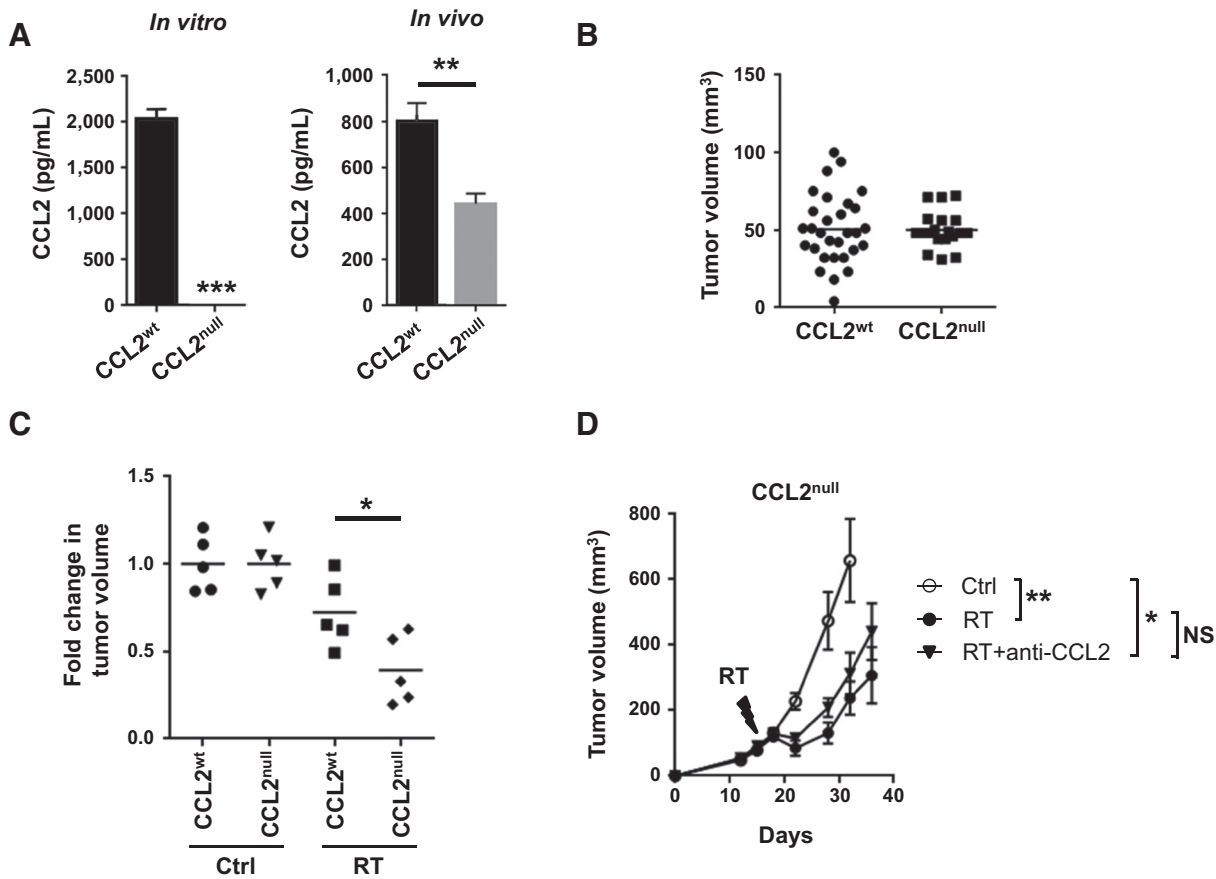 A
In vitro
CCL2 (pg/mL)
2,500
2,000
1,500
1,000
500
0
***
CCL2wt
CCL2null
In vivo
CCL2 (pg/mL)
1,000
800
600
400
200
0
**
CCL2wt
CCL2null
B
Tumor volume (mm3)
150
100
50
0
CCL2wt
CCL2null
C
Fold change in
tumor volume
1.5
1.0
0.5
0.0
*
CCL2wt
CCL2null
CCL2wt
CCL2null
Ctrl
RT
D
CCL2null
Tumor volume (mm3)
800
600
400
200
0
RT
0
10
20
30
40
Days
Ctrl
RT
RT+anti-CCL2
**
*
NS